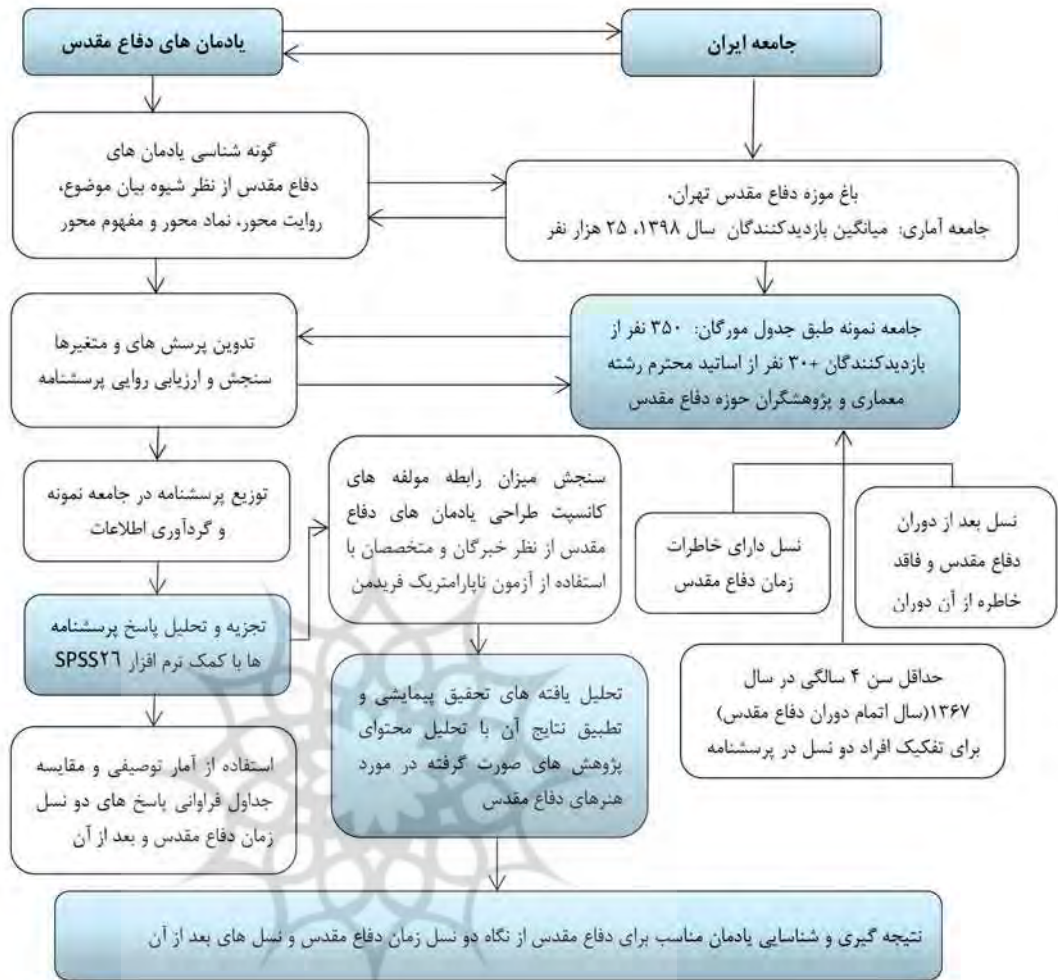 جامعه ایران
یادمان های دفاع مقدس
باغ موزه دفاع مقدس تهران،
جامعه آماری: میانگین بازدیدکنندگان سال ۱۳۹۸، ۲۵ هزار نفر
گونه شناسی یادمان های
دفاع مقدس از نظر شیوه بیان موضوع،
روایت محور، نماد محور و مفهوم محور
جامعه نمونه طبق جدول مورگان: ۳۵۰ نفر از
بازدیدکنندگان +۳۰ نفر از اساتید محترم رشته
معماری و پژوهشگران حوزه دفاع مقدس
تدوین پرسش های و متغیرها
سنجش و ارزیابی روایی پرسشنامه
توزیع پرسشنامه در جامعه نمونه
و گردآوری اطلاعات
سنجش میزان رابطه مولفه های
کانسپت طراحی یادمان های دفاع
مقدس از نظر خبرگان و متخصصان با
استفاده از آزمون ناپارامتریک فریدمن
نسل دارای خاطرات
زمان دفاع مقدس
نسل بعد از دوران
دفاع مقدس و فاقد
خاطره از آن دوران
تجزیه و تحلیل پاسخ پرسشنامه
ها با کمک نرم افزار SPSS۲٦
تحلیل یافته های تحقیق پیمایشی و
تطبیق نتایج آن با تحلیل محتوای
پژوهش های صورت گرفته در مورد
هنرهای دفاع مقدس
حداقل سن ۴ سالگی در سال
۱۳۶۷(سال اتمام دوران دفاع مقدس)
برای تفکیک افراد دو نسل در پرسشنامه
استفاده از آمار توصیفی و مقایسه
جداول فراوانی پاسخ های دو نسل
زمان دفاع مقدس و بعد از آن
نتیجه گیری و شناسایی یادمان مناسب برای دفاع مقدس از نگاه دو نسل زمان دفاع مقدس و نسل های بعد از آن